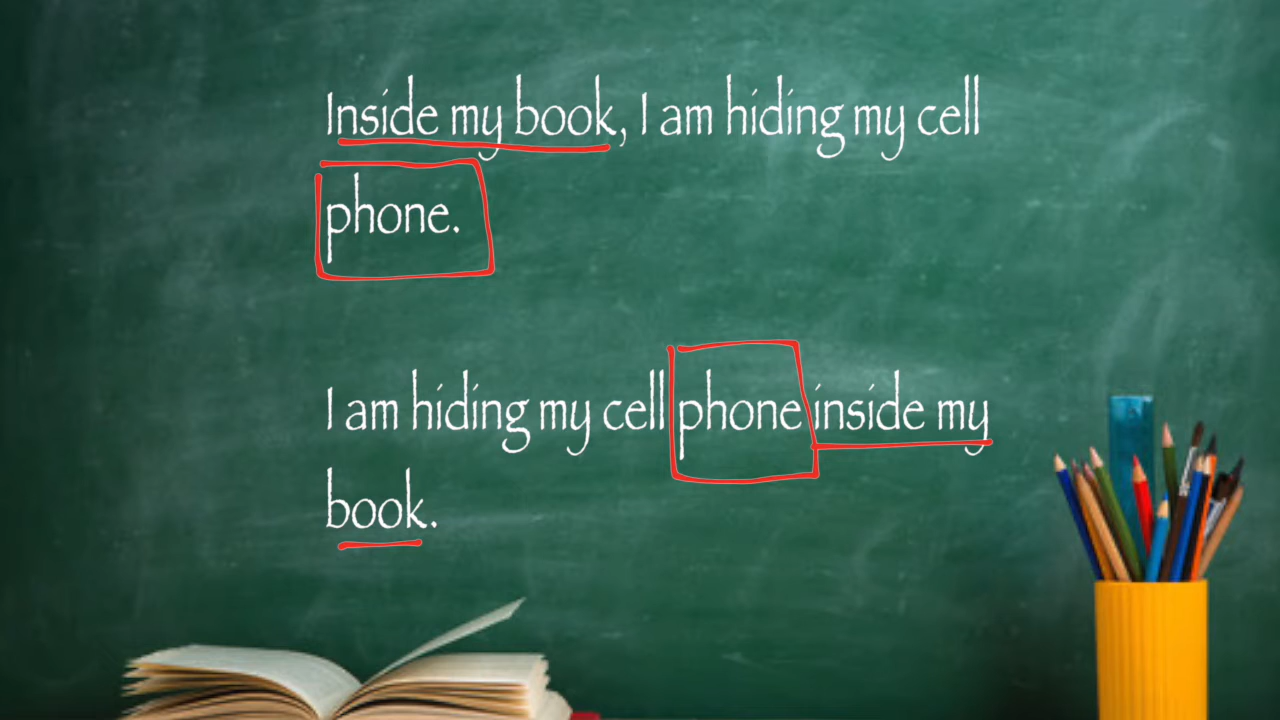 Inside my book, I am hiding my cell
phone.
I am hiding my cell phone inside my
book.